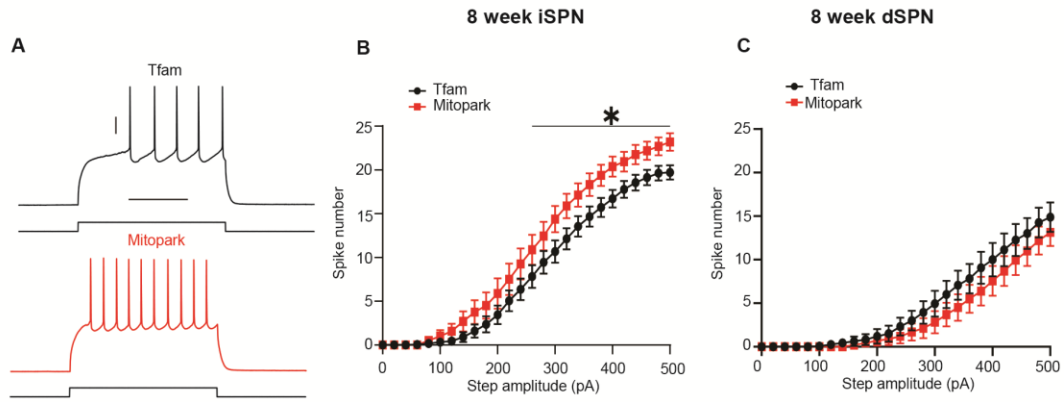 8 week iSPN
8 week dSPN
A
Tfam
Mitopark
B
Tfam
Mitopark
*
Spike number
25
20
15
10
5
0
0 100 200 300 400 500
Step amplitude (pA)
C
Tfam
Mitopark
Spike number
25
20
15
10
5
0
0 100 200 300 400 500
Step amplitude (pA)